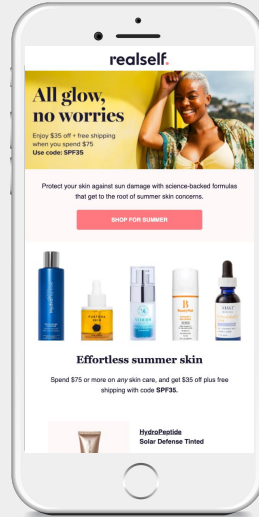 realself.
All glow,
no worries
Enjoy $35 off + free shipping
when you spend $75
Use code: SPF35
Protect your skin against sun damage with science-backed formulas
that get to the root of summer skin concerns.
SHOP FOR SUMMER
B
Effortless summer skin
Spend $75 or more on any skin care, and get $35 off plus free
shipping with code SPF35.
HydroPeptide
Solar Defense Tinted